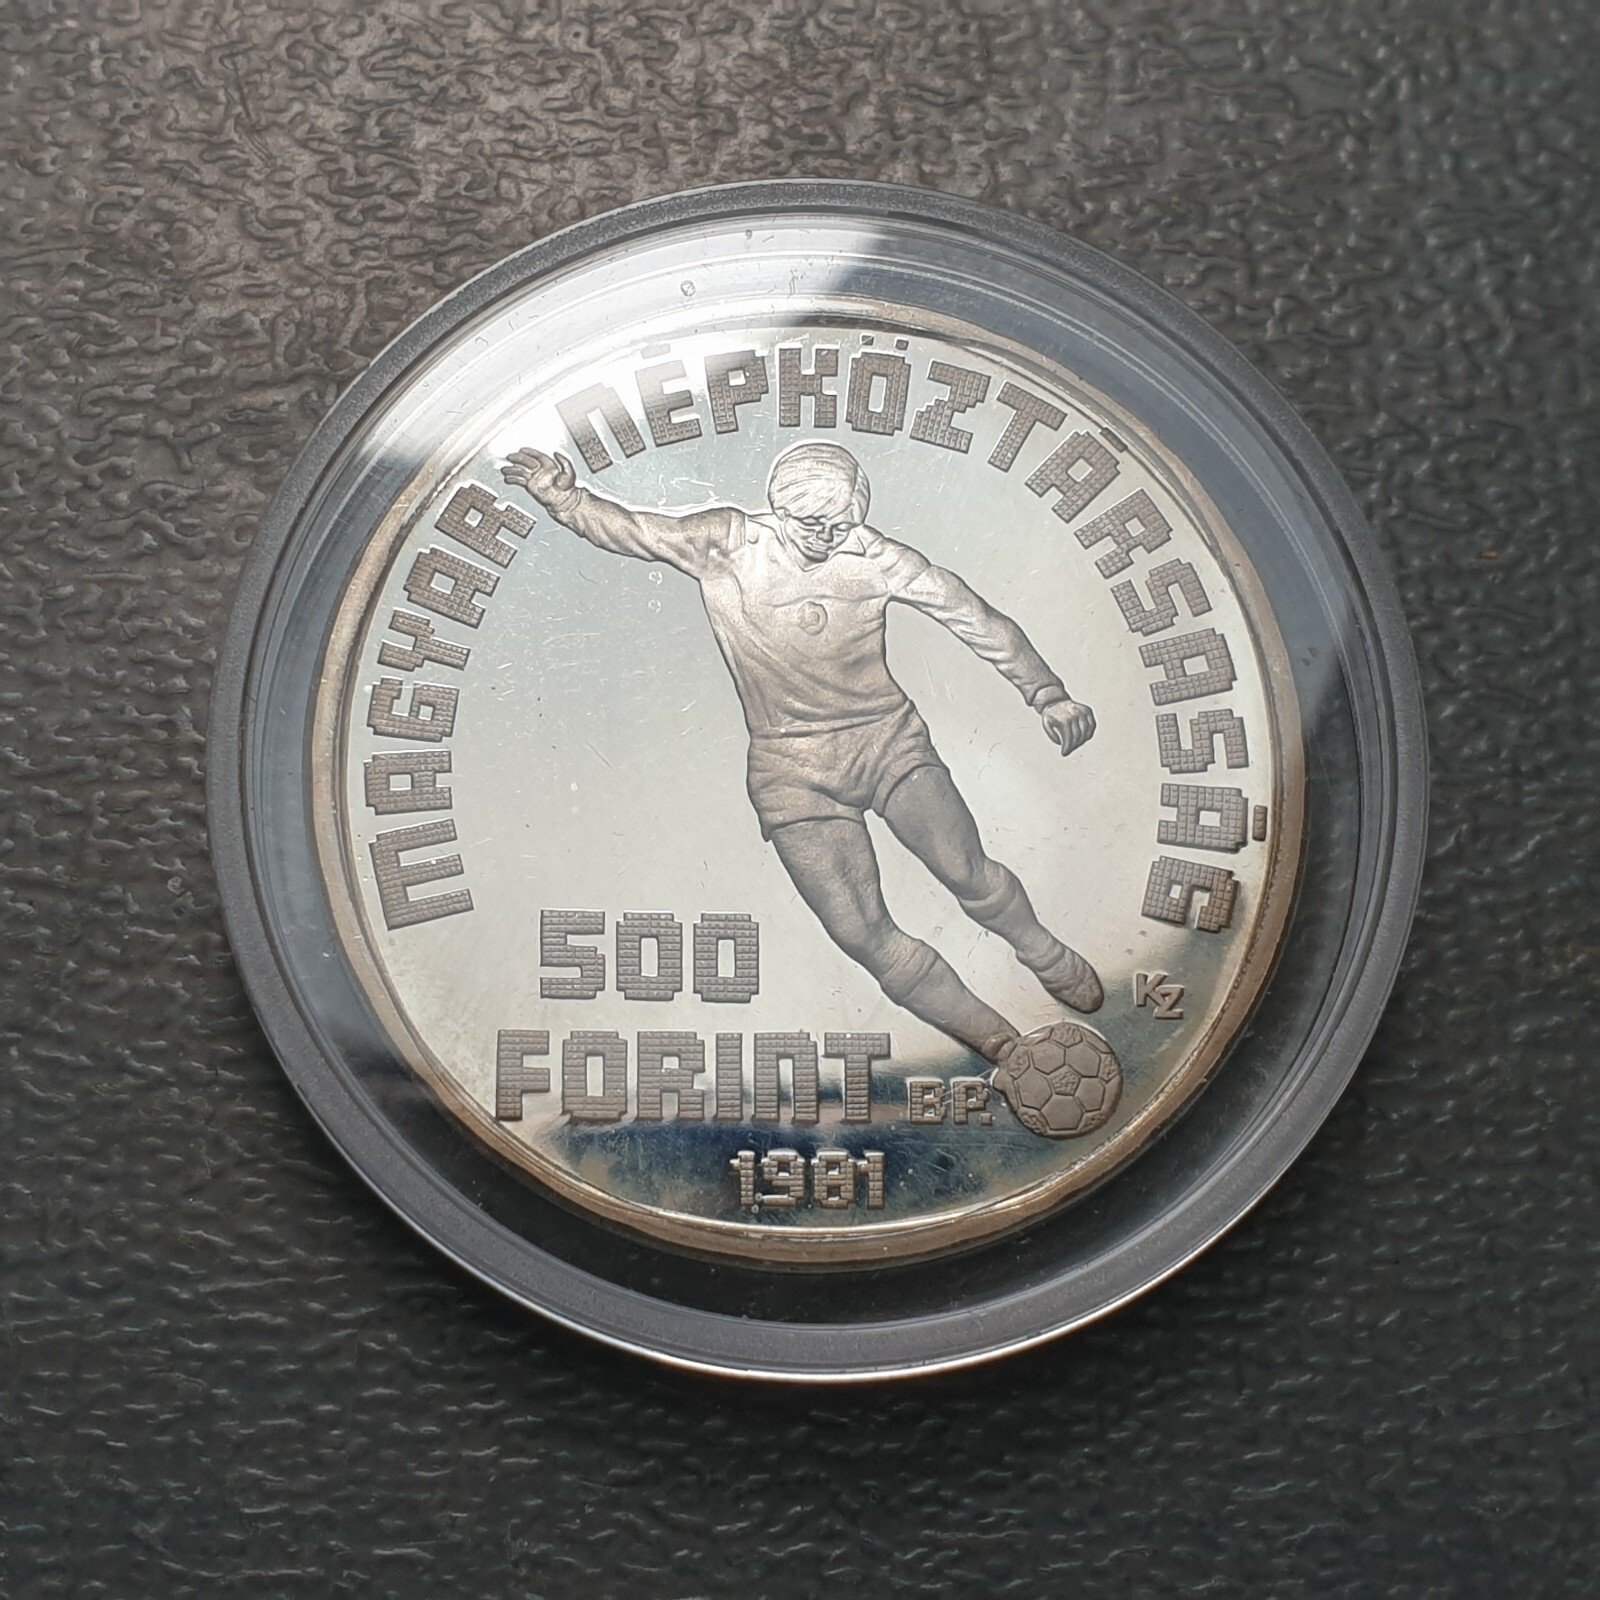 MAGYAR NÉPKÖZTÁRSASÁG
500
FORINT BP.
1981
KZ